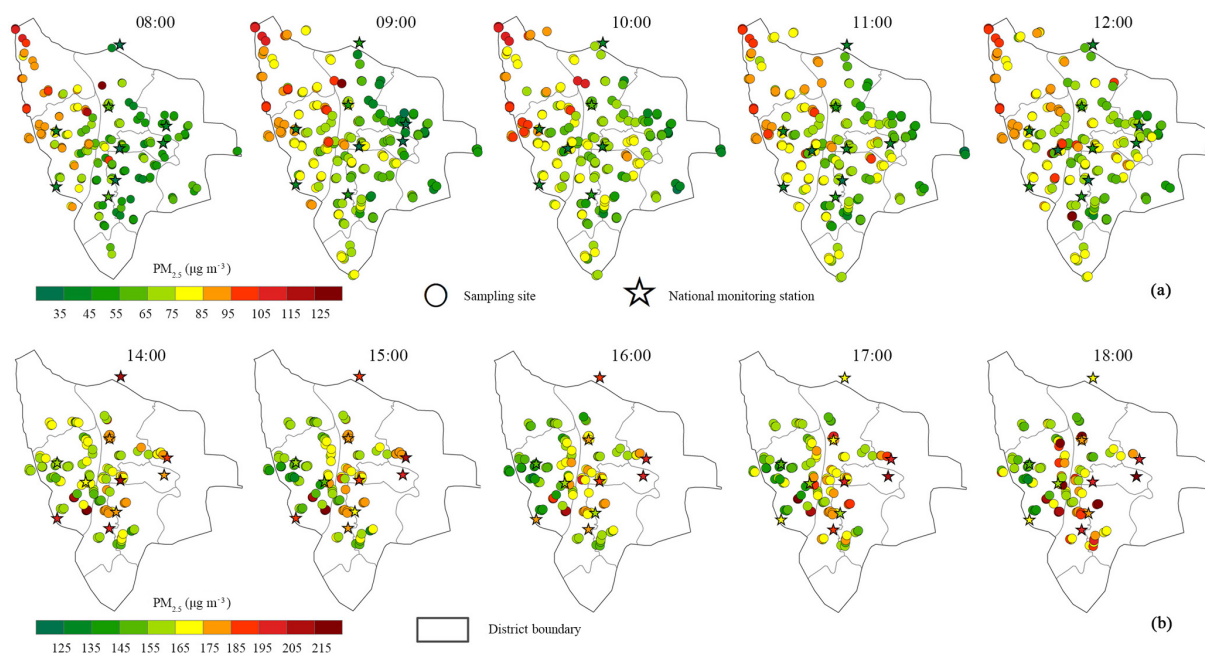 08:00 09:00 10:00 11:00 12:00
PM2.5 (μg m⁻³)
35 45 55 65 75 85 95 105 115 125
Sampling site
National monitoring station
(a)
14:00 15:00 16:00 17:00 18:00
PM2.5 (μg m⁻³)
125 135 145 155 165 175 185 195 205 215
District boundary
(b)